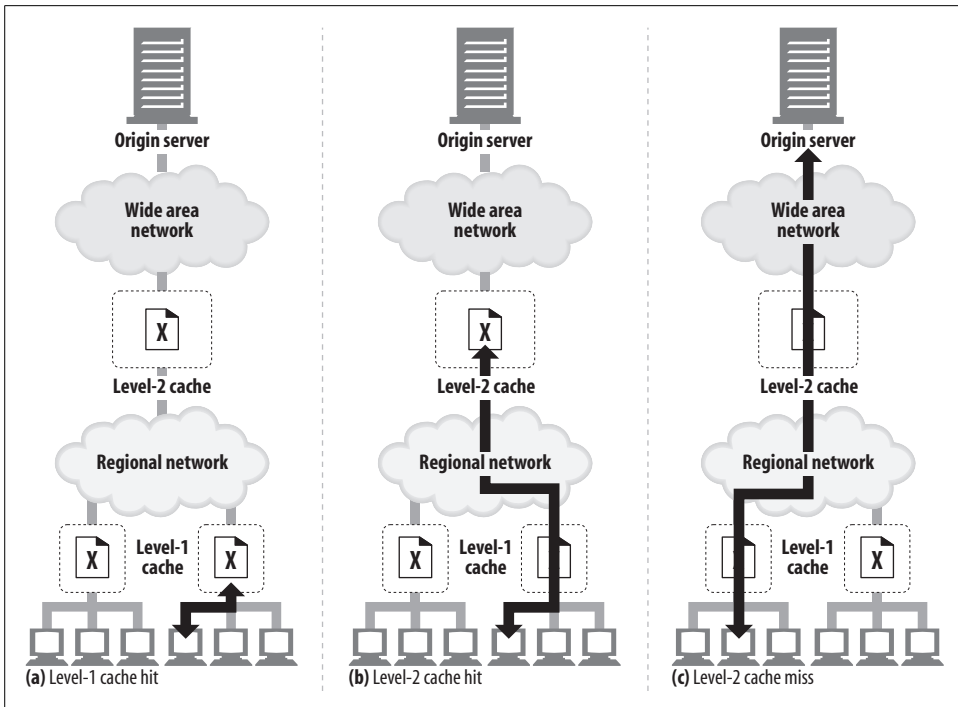 Origin server
Wide area
network
X
Level-2 cache
Regional network
X
Level-1
cache
X
(a) Level-1 cache hit
Origin server
Wide area
network
X
Level-2 cache
Regional network
X
Level-1
cache
(b) Level-2 cache hit
Origin server
Wide area
network
Level-2 cache
Regional network
Level-1
cache
X
(c) Level-2 cache miss